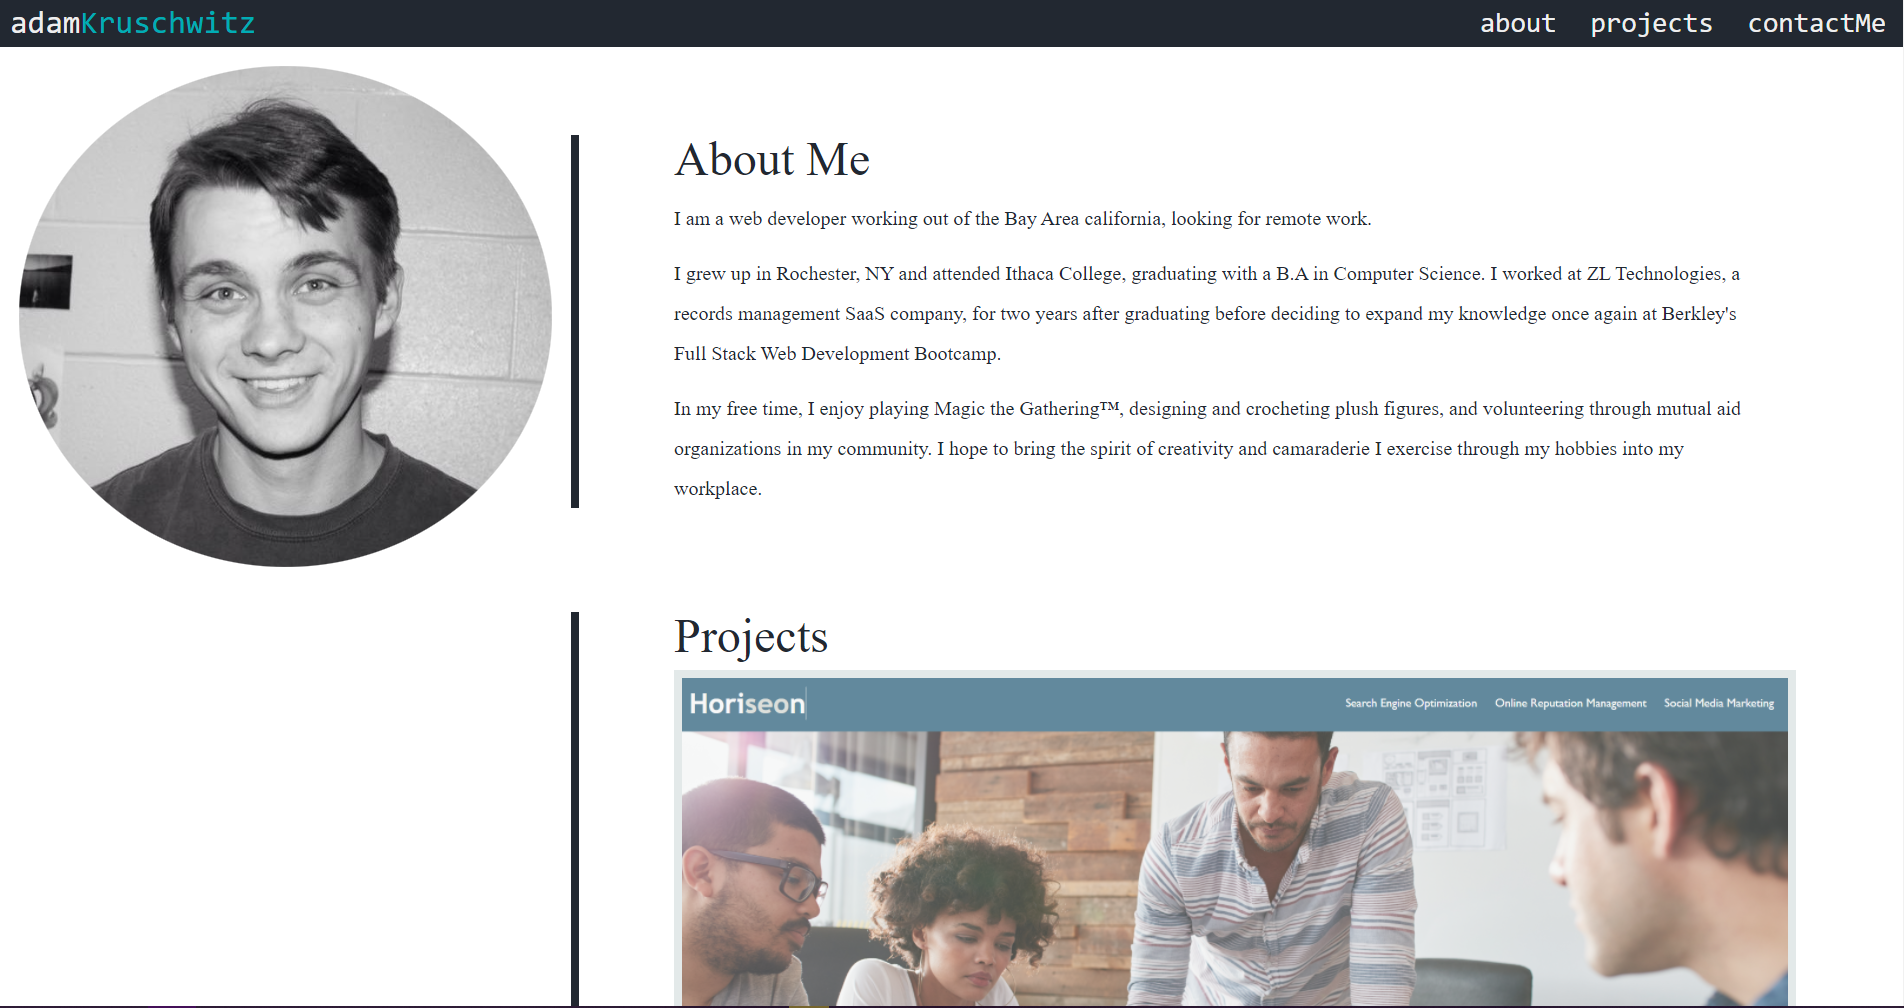 adamKruschwitz
about projects contactMe
About Me
I am a web developer working out of the Bay Area california, looking for remote work.
I grew up in Rochester, NY and attended Ithaca College, graduating with a B.A in Computer Science. I worked at ZL Technologies, a
records management SaaS company, for two years after graduating before deciding to expand my knowledge once again at Berkley's
Full Stack Web Development Bootcamp.
In my free time, I enjoy playing Magic the Gathering™, designing and crocheting plush figures, and volunteering through mutual aid
organizations in my community. I hope to bring the spirit of creativity and camaraderie I exercise through my hobbies into my
workplace.
Projects
Horiseon
Search Engine Optimization Online Reputation Management Social Media Marketing